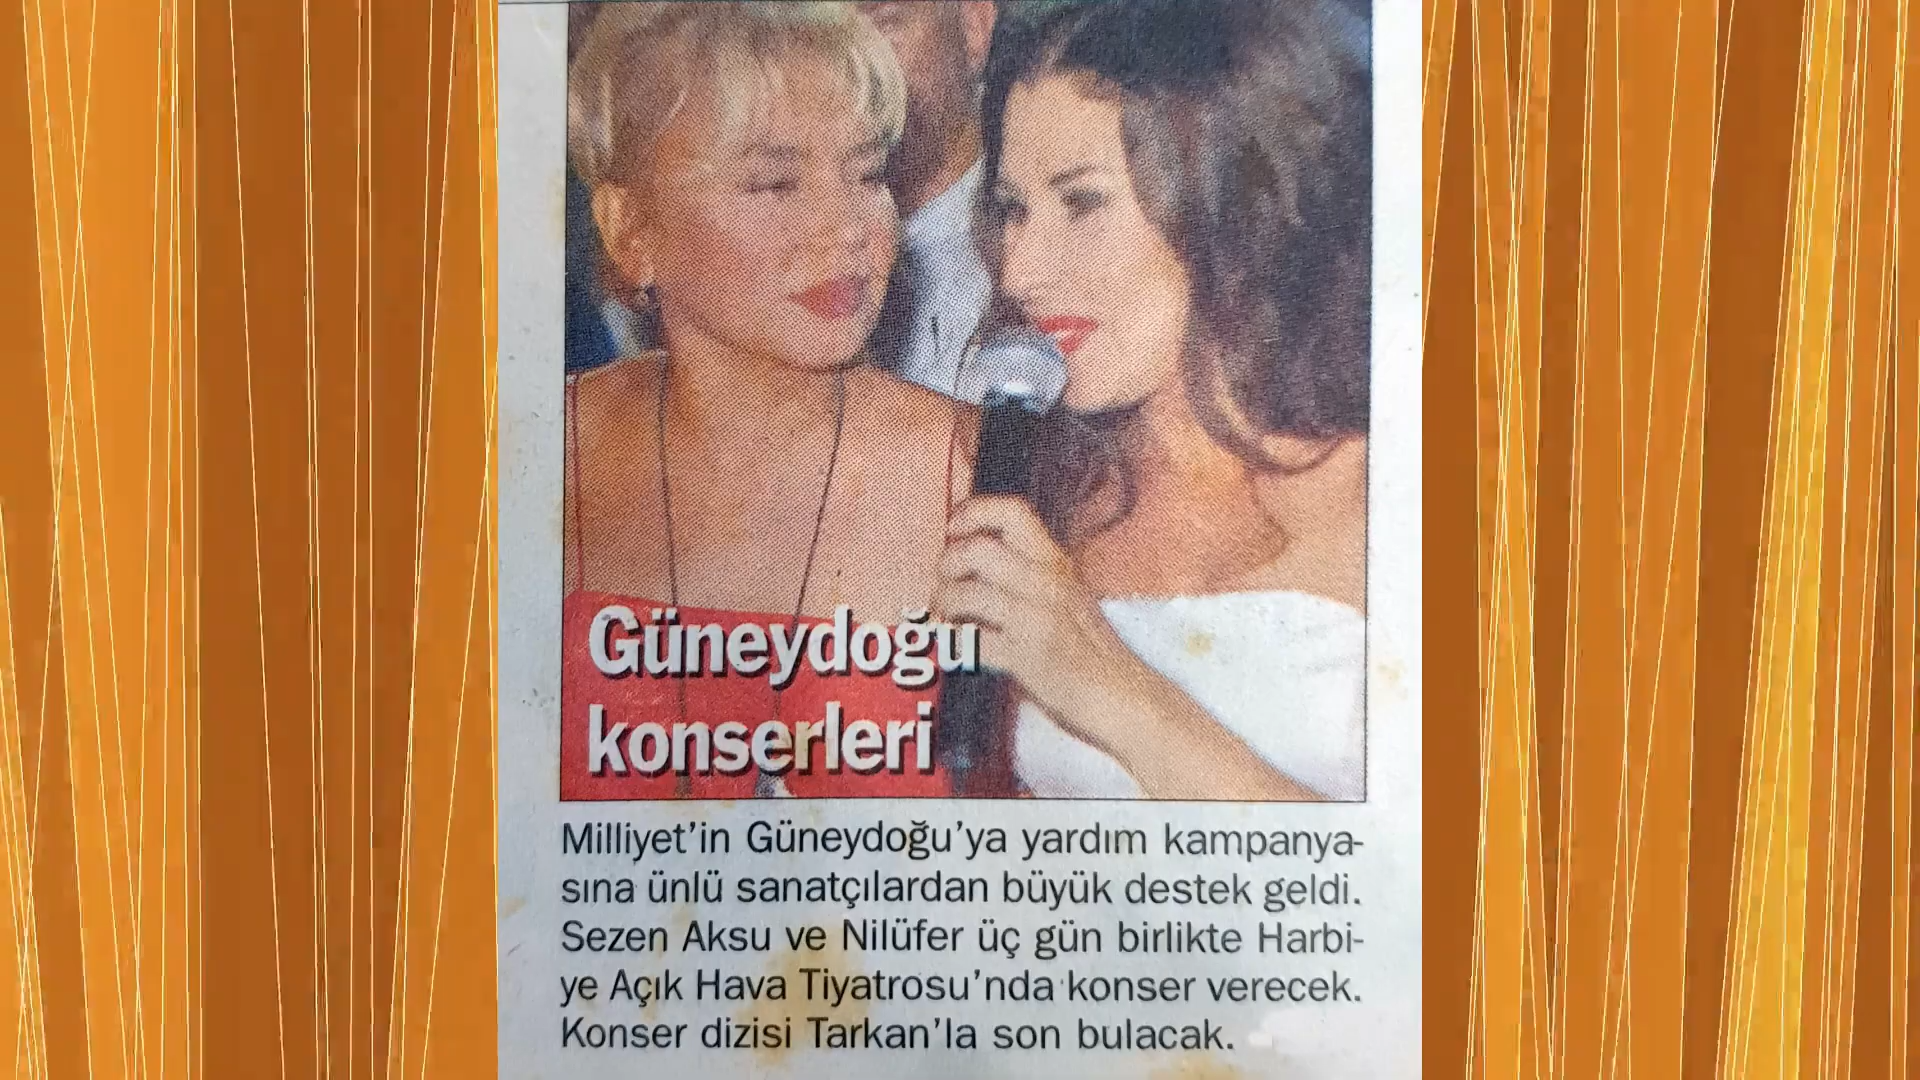 Güneydoğu
konserleri
Milliyet'in Güneydoğu'ya yardım kampanya-
sına ünlü sanatçılardan büyük destek geldi.
Sezen Aksu ve Nilüfer üç gün birlikte Harbi-
ye Açık Hava Tiyatrosu'nda konser verecek.
Konser dizisi Tarkan'la son bulacak.